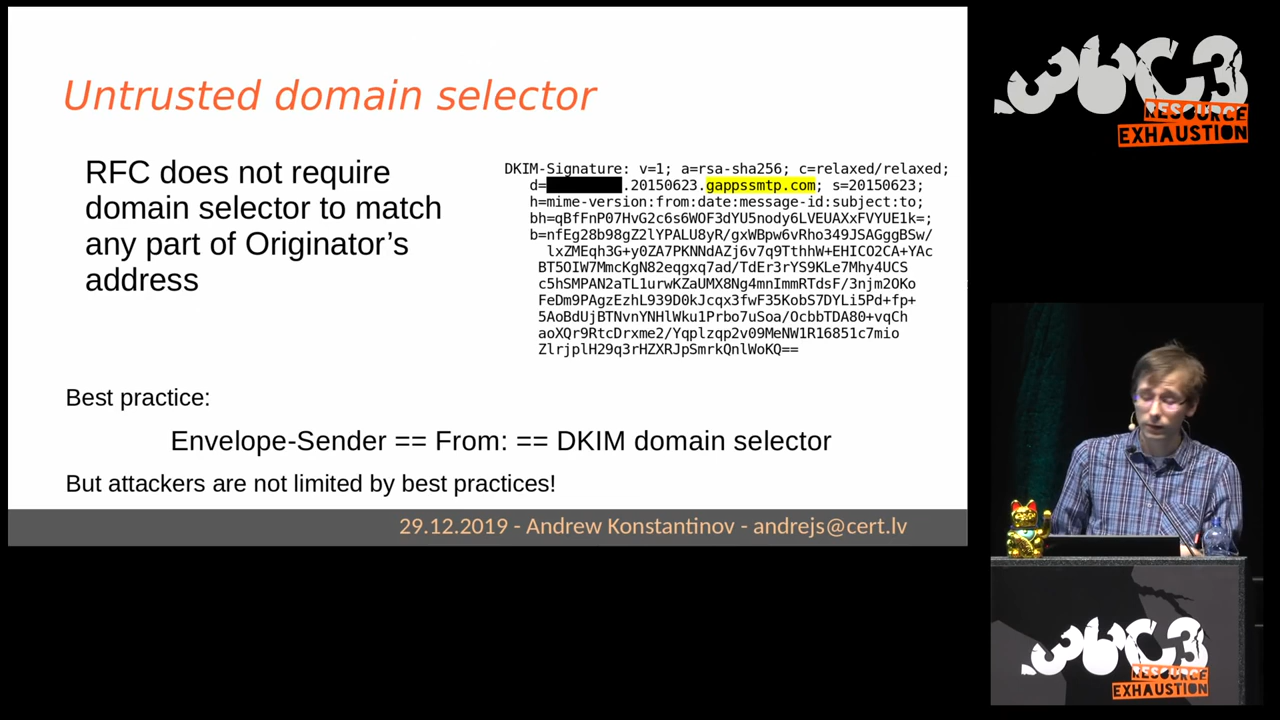 Untrusted domain selector
RFC does not require
domain selector to match
any part of Originator’s
address
DKIM-Signature: v=1; a=rsa-sha256; c=relaxed/relaxed;
d= .20150623.gappssmtp.com; s=20150623;
h=mime-version:from:date:message-id:subject:to;
bh=qBfFnP07HvG2c6s6WOF3dYU5nody6LVEUAXxFVYUE1k=;
b=nfEg28b98gZ2lYPALU8yR/gxWBpw6vRho349JSAGggBSw/
lxZMEqh3G+y0ZA7PKNNdAZj6v7q9TthhW+EHICO2CA+YAc
BT5OIW7MmcKgN82eqgxq7ad/TdEr3rYS9KLe7Mhy4UCS
c5hSMPAN2aTL1urwKZaUMX8Ng4mnImmRTdsF/3njm2OKo
FeDm9PAgzEzhL939D0kJcqx3fwF35KobS7DYLi5Pd+fp+
5AoBdUjBTNvnYNHlWku1Prbo7uSoa/OcbbTDA80+vqCh
aoXQr9RtcDrxme2/Yqplzqp2v09MeNW1R16851c7mio
ZlrjplH29q3rHZXRJpSmrkQnlWoKQ==
Best practice:
Envelope-Sender == From: == DKIM domain selector
But attackers are not limited by best practices!
29.12.2019 - Andrew Konstantinov - andrejs@cert.lv
36C3
RESOURCE
EXHAUSTION
36C3
RESOURCE
EXHAUSTION